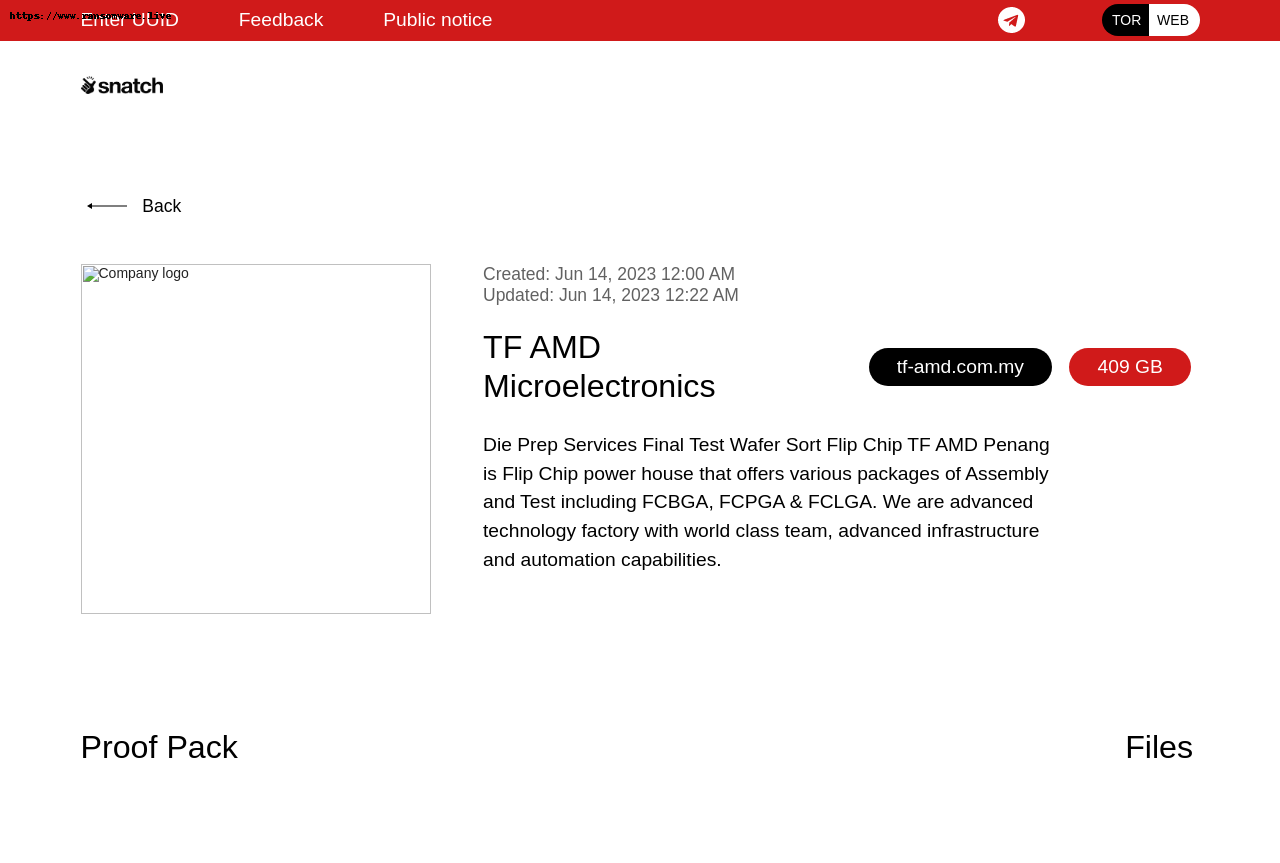 https://www.ransomware.live
Enter UUID Feedback Public notice TOR WEB
snatch
Back
Company logo
Created: Jun 14, 2023 12:00 AM
Updated: Jun 14, 2023 12:22 AM
TF AMD
Microelectronics
tf-amd.com.my 409 GB
Die Prep Services Final Test Wafer Sort Flip Chip TF AMD Penang
is Flip Chip power house that offers various packages of Assembly
and Test including FCBGA, FCPGA & FCLGA. We are advanced
technology factory with world class team, advanced infrastructure
and automation capabilities.
Proof Pack Files